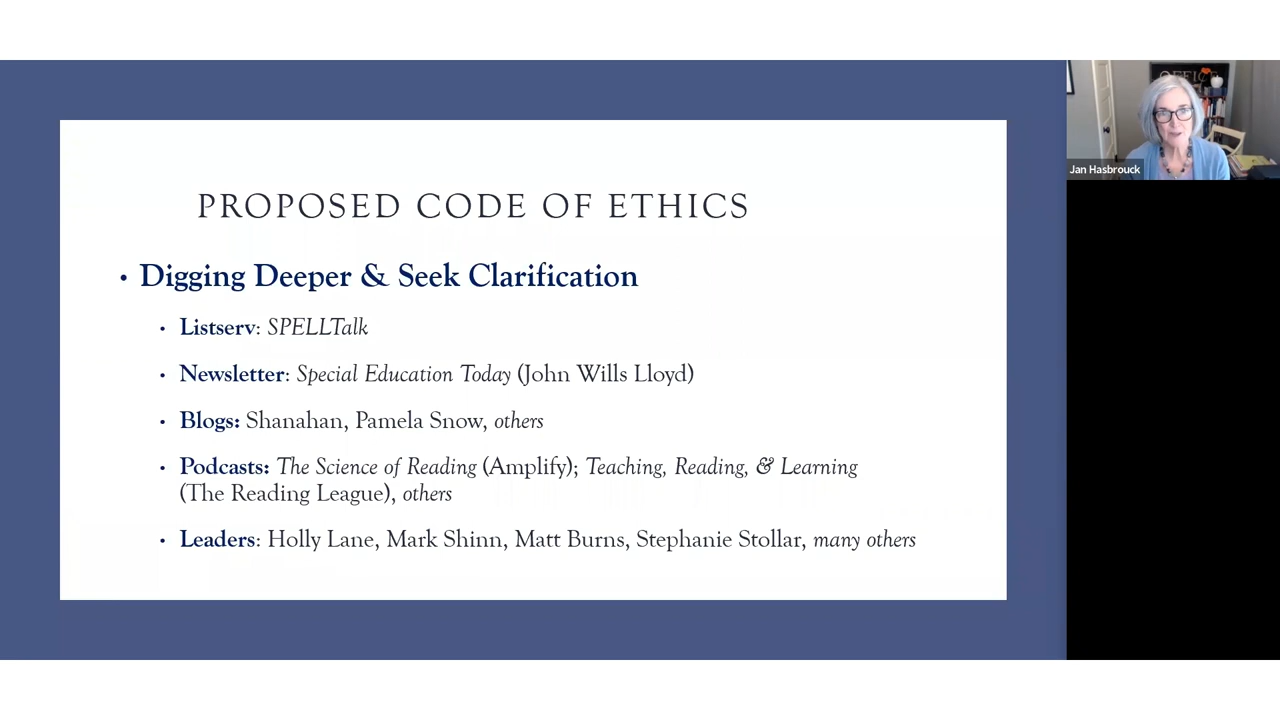 PROPOSED CODE OF ETHICS
• Digging Deeper & Seek Clarification
• Listserv: SPELLTalk
• Newsletter: Special Education Today (John Wills Lloyd)
• Blogs: Shanahan, Pamela Snow, others
• Podcasts: The Science of Reading (Amplify); Teaching, Reading, & Learning
(The Reading League), others
• Leaders: Holly Lane, Mark Shinn, Matt Burns, Stephanie Stollar, many others
OFFICE
Jan Hasbrouck